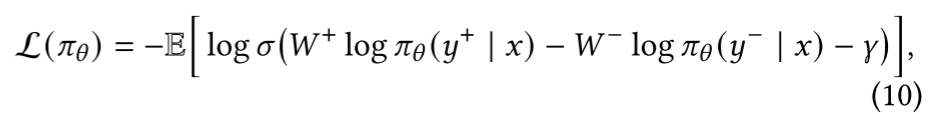 ℒ(π_θ) = −𝔼[ log σ(W⁺ log π_θ(y⁺ | x) − W⁻ log π_θ(y⁻ | x) − γ) ],
(10)